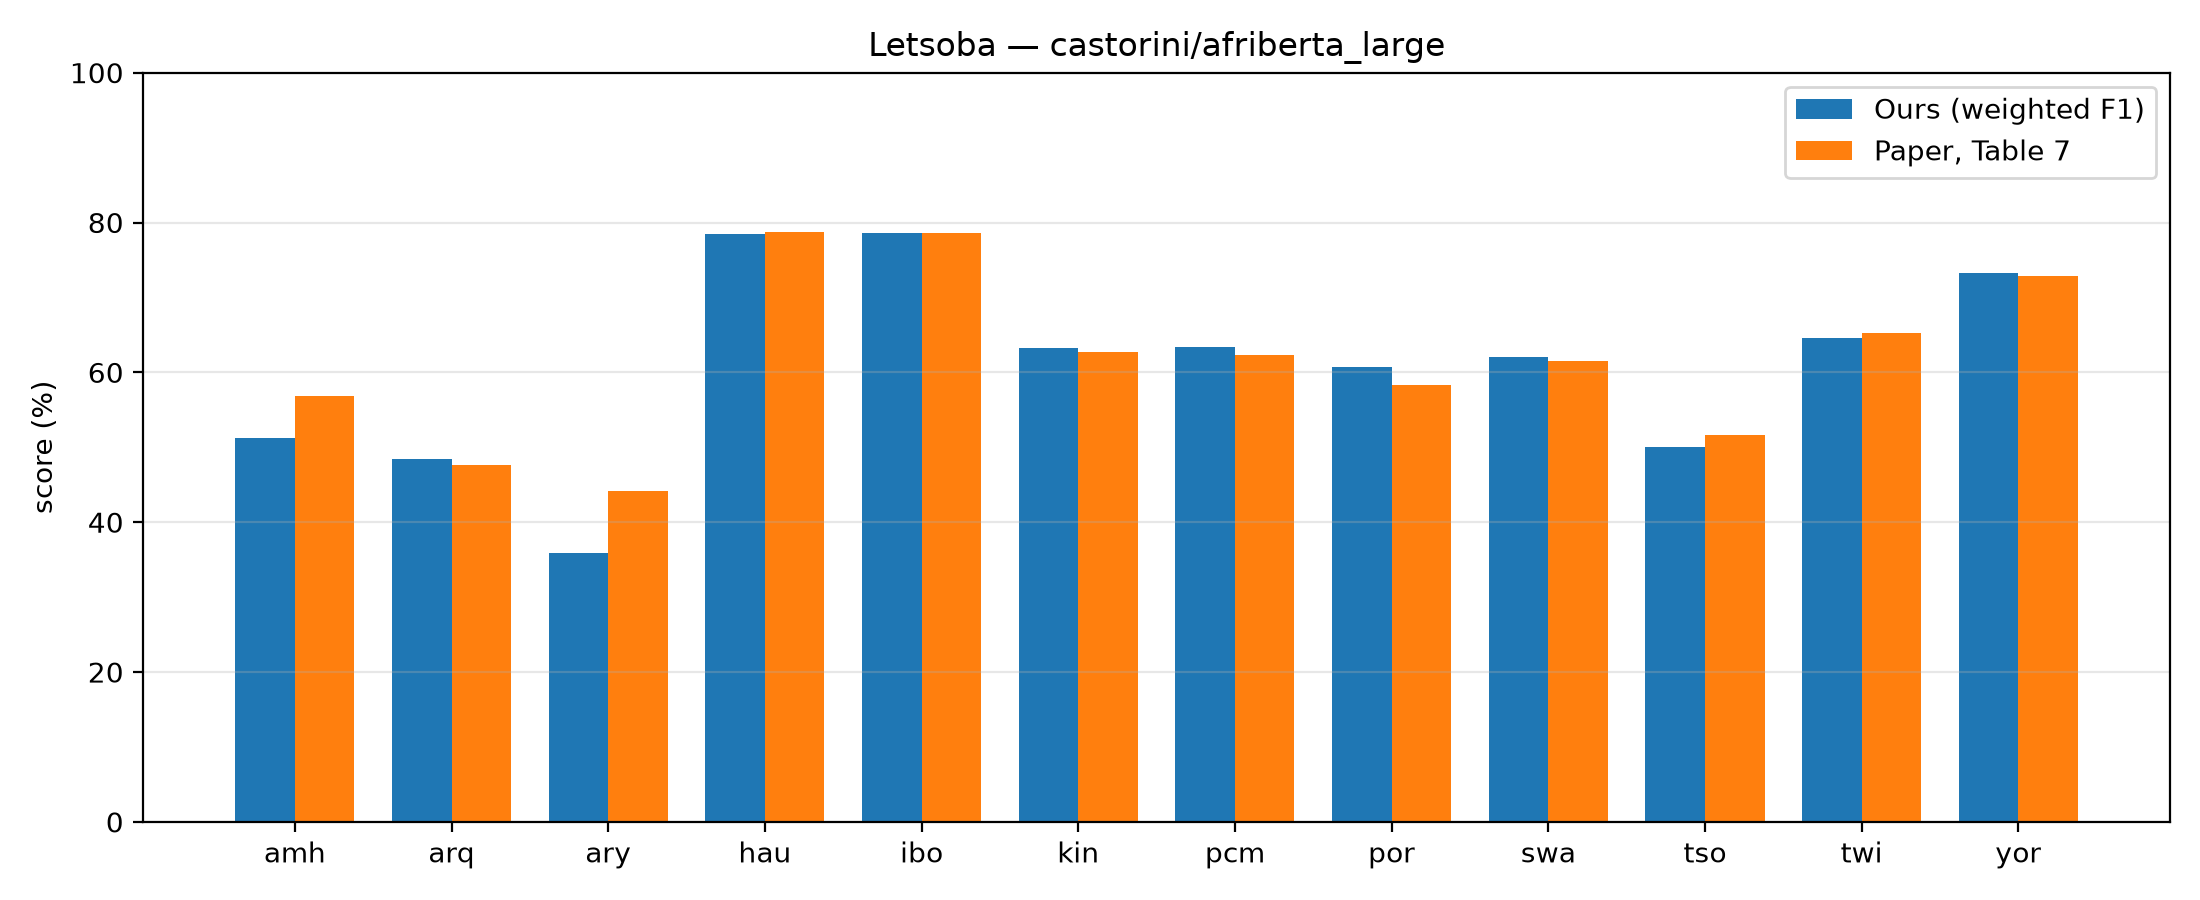 Letsoba — castorini/afriberta_large
100
80
60
40
20
0
score (%)
Ours (weighted F1)
Paper, Table 7
amh arq ary hau ibo kin pcm por swa tso twi yor